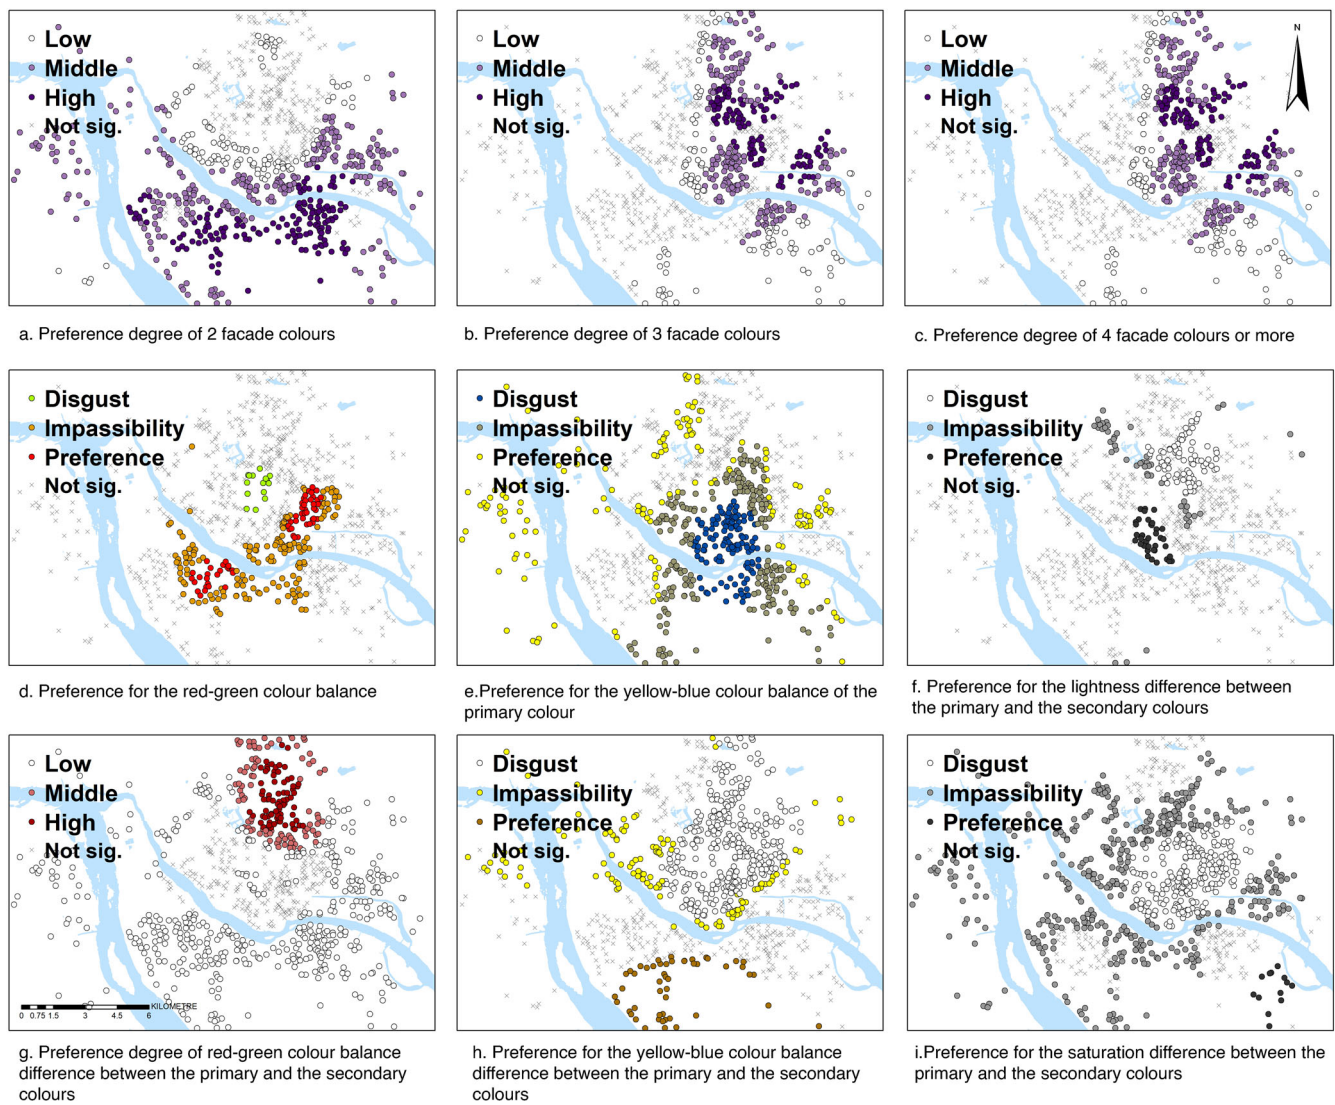 Low
Middle
High
Not sig.
a. Preference degree of 2 facade colours
Low
Middle
High
Not sig.
b. Preference degree of 3 facade colours
Low
Middle
High
Not sig.
N
c. Preference degree of 4 facade colours or more
Disgust
Impassibility
Preference
Not sig.
d. Preference for the red-green colour balance
Disgust
Impassibility
Preference
Not sig.
e.Preference for the yellow-blue colour balance of the
primary colour
Disgust
Impassibility
Preference
Not sig.
f. Preference for the lightness difference between
the primary and the secondary colours
Low
Middle
High
Not sig.
KILOMETRE
0 0.75 1.5 3 4.5 6
g. Preference degree of red-green colour balance
difference between the primary and the secondary
colours
Disgust
Impassibility
Preference
Not sig.
h. Preference for the yellow-blue colour balance
difference between the primary and the secondary
colours
Disgust
Impassibility
Preference
Not sig.
i.Preference for the saturation difference between the
primary and the secondary colours